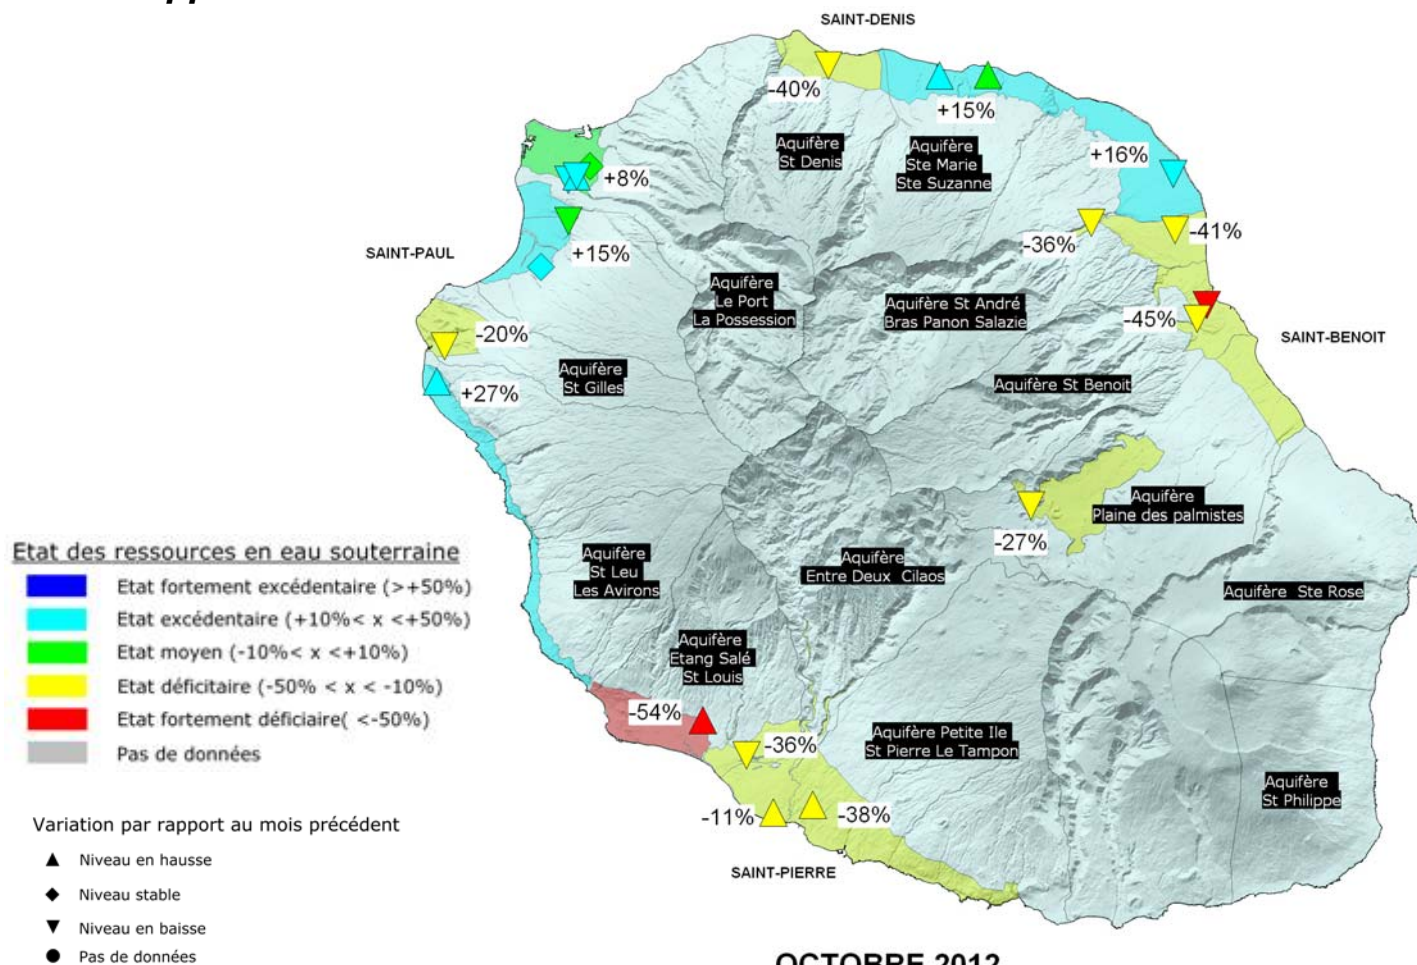 SAINT-DENIS
-40%
+15%
Aquifère
St Denis
Aquifère
Ste Marie
Ste Suzanne
+16%
+8%
-36%
-41%
SAINT-PAUL
+15%
Aquifère
Le Port
La Possession
Aquifère St André
Bras Panon Salazie
-45%
SAINT-BENOIT
-20%
+27%
Aquifère
St Gilles
Aquifère St Benoit
Aquifère
Plaine des palmistes
-27%
Etat des ressources en eau souterraine
Etat fortement excédentaire (>+50%)
Etat excédentaire (+10%< x <+50%)
Etat moyen (-10%< x <+10%)
Etat déficitaire (-50% < x < -10%)
Etat fortement déficiaire( <-50%)
Pas de données
Aquifère
St Leu
Les Avirons
Aquifère
Entre Deux Cilaos
Aquifère Ste Rose
Aquifère
Etang Salé
St Louis
-54%
-36%
Aquifère Petite Ile
St Pierre Le Tampon
Aquifère
St Philippe
-11%
-38%
SAINT-PIERRE
Variation par rapport au mois précédent
Niveau en hausse
Niveau stable
Niveau en baisse
Pas de données
OCTOBRE 2012